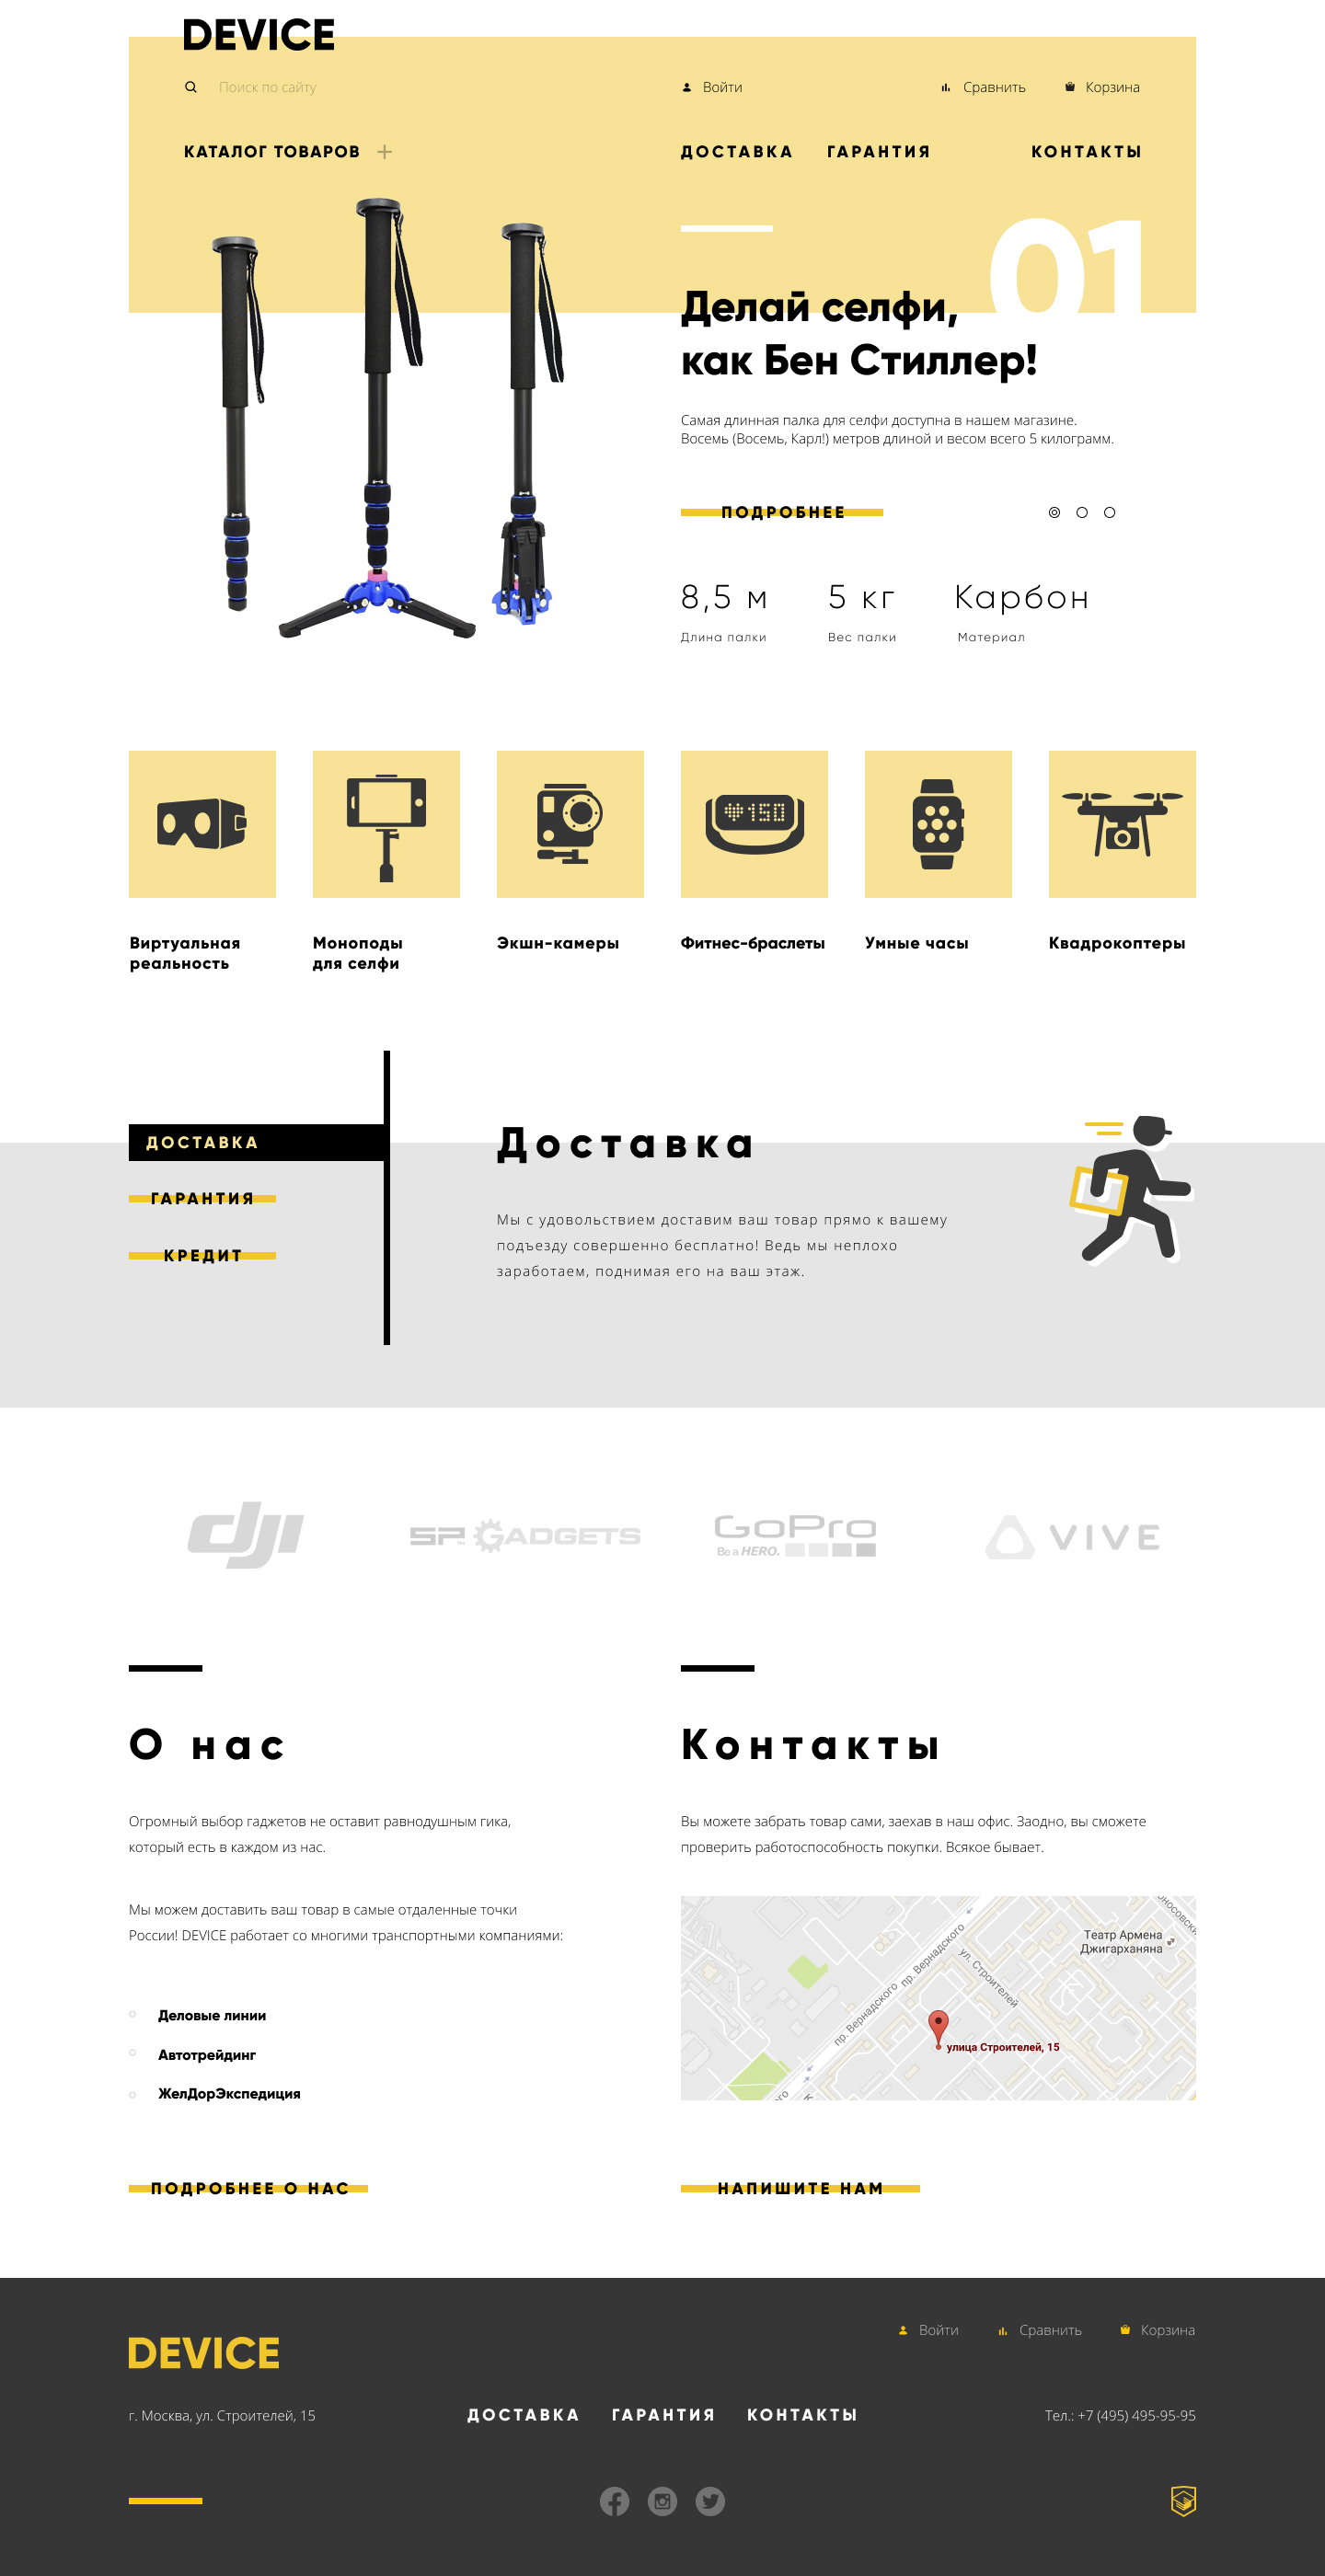 DEVICE
Поиск по сайту
Войти
Сравнить
Корзина
КАТАЛОГ ТОВАРОВ
ДОСТАВКА
ГАРАНТИЯ
КОНТАКТЫ
01
Делай селфи,
как Бен Стиллер!
Самая длинная палка для селфи доступна в нашем магазине.
Восемь (Восемь, Карл!) метров длиной и весом всего 5 килограмм.
ПОДРОБНЕЕ
8,5 м
5 кг
Карбон
Длина палки
Вес палки
Материал
150
Виртуальная
реальность
Моноподы
для селфи
Экшн-камеры
Фитнес-браслеты
Умные часы
Квадрокоптеры
ДОСТАВКА
ГАРАНТИЯ
КРЕДИТ
Доставка
Мы с удовольствием доставим ваш товар прямо к вашему
подъезду совершенно бесплатно! Ведь мы неплохо
заработаем, поднимая его на ваш этаж.
dji
SP GADGETS
GoPro
Be a HERO.
VIVE
О нас
Огромный выбор гаджетов не оставит равнодушным гика,
который есть в каждом из нас.
Мы можем доставить ваш товар в самые отдаленные точки
России! DEVICE работает со многими транспортными компаниями:
Деловые линии
Автотрейдинг
ЖелДорЭкспедиция
ПОДРОБНЕЕ О НАС
Контакты
Вы можете забрать товар сами, заехав в наш офис. Заодно, вы сможете
проверить работоспособность покупки. Всякое бывает.
Театр Армена
Джигарханяна
пр. Вернадского
пр. Вернадского
ул. Строителей
улица Строителей, 15
НАПИШИТЕ НАМ
DEVICE
Войти
Сравнить
Корзина
г. Москва, ул. Строителей, 15
ДОСТАВКА
ГАРАНТИЯ
КОНТАКТЫ
Тел.: +7 (495) 495-95-95